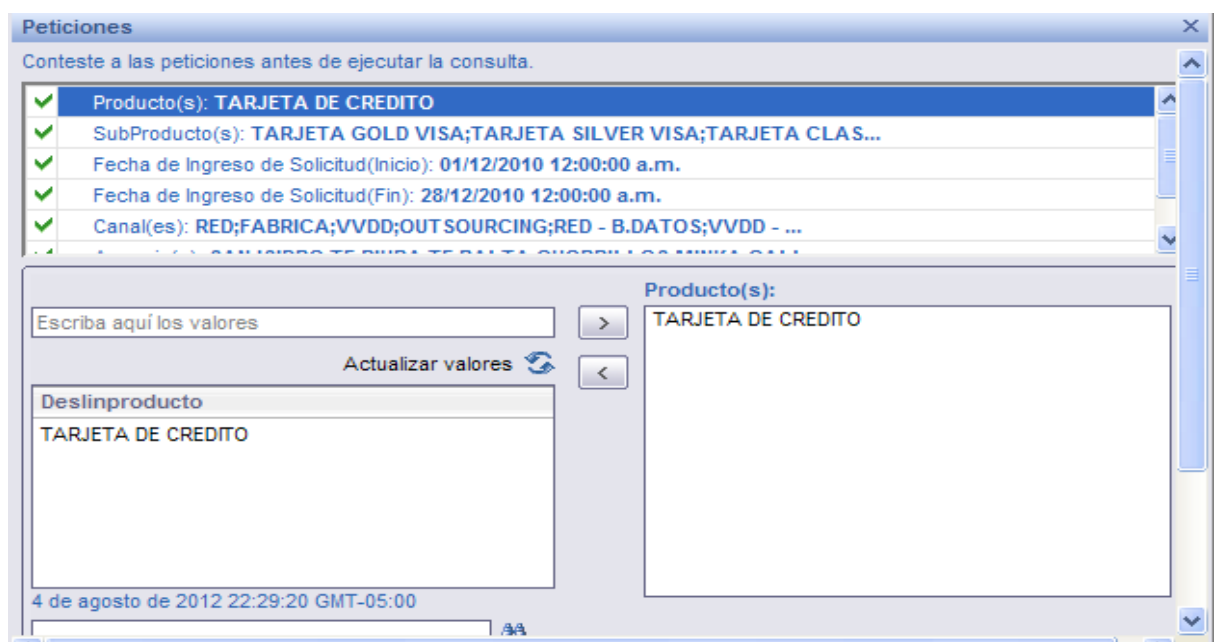 Peticiones
Conteste a las peticiones antes de ejecutar la consulta.
Producto(s): TARJETA DE CREDITO
SubProducto(s): TARJETA GOLD VISA;TARJETA SILVER VISA;TARJETA CLAS...
Fecha de Ingreso de Solicitud(Inicio): 01/12/2010 12:00:00 a.m.
Fecha de Ingreso de Solicitud(Fin): 28/12/2010 12:00:00 a.m.
Canal(es): RED;FABRICA;VVDD;OUTSOURCING;RED - B.DATOS;VVDD - ...
Producto(s):
Escriba aquí los valores
>
TARJETA DE CREDITO
Actualizar valores
<
Deslinproducto
TARJETA DE CREDITO
4 de agosto de 2012 22:29:20 GMT-05:00